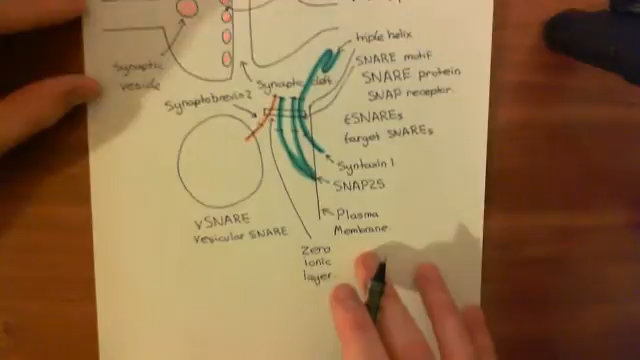 triple helix
SNARE motif
SNARE protein
SNAP receptor.
tSNAREs
target SNAREs
Synaptic
vesicle
Synaptic cleft
Synaptobrevin 2
Syntaxin 1
SNAP25
Plasma
Membrane.
vSNARE
vesicular SNARE
Zero
ionic
layer.